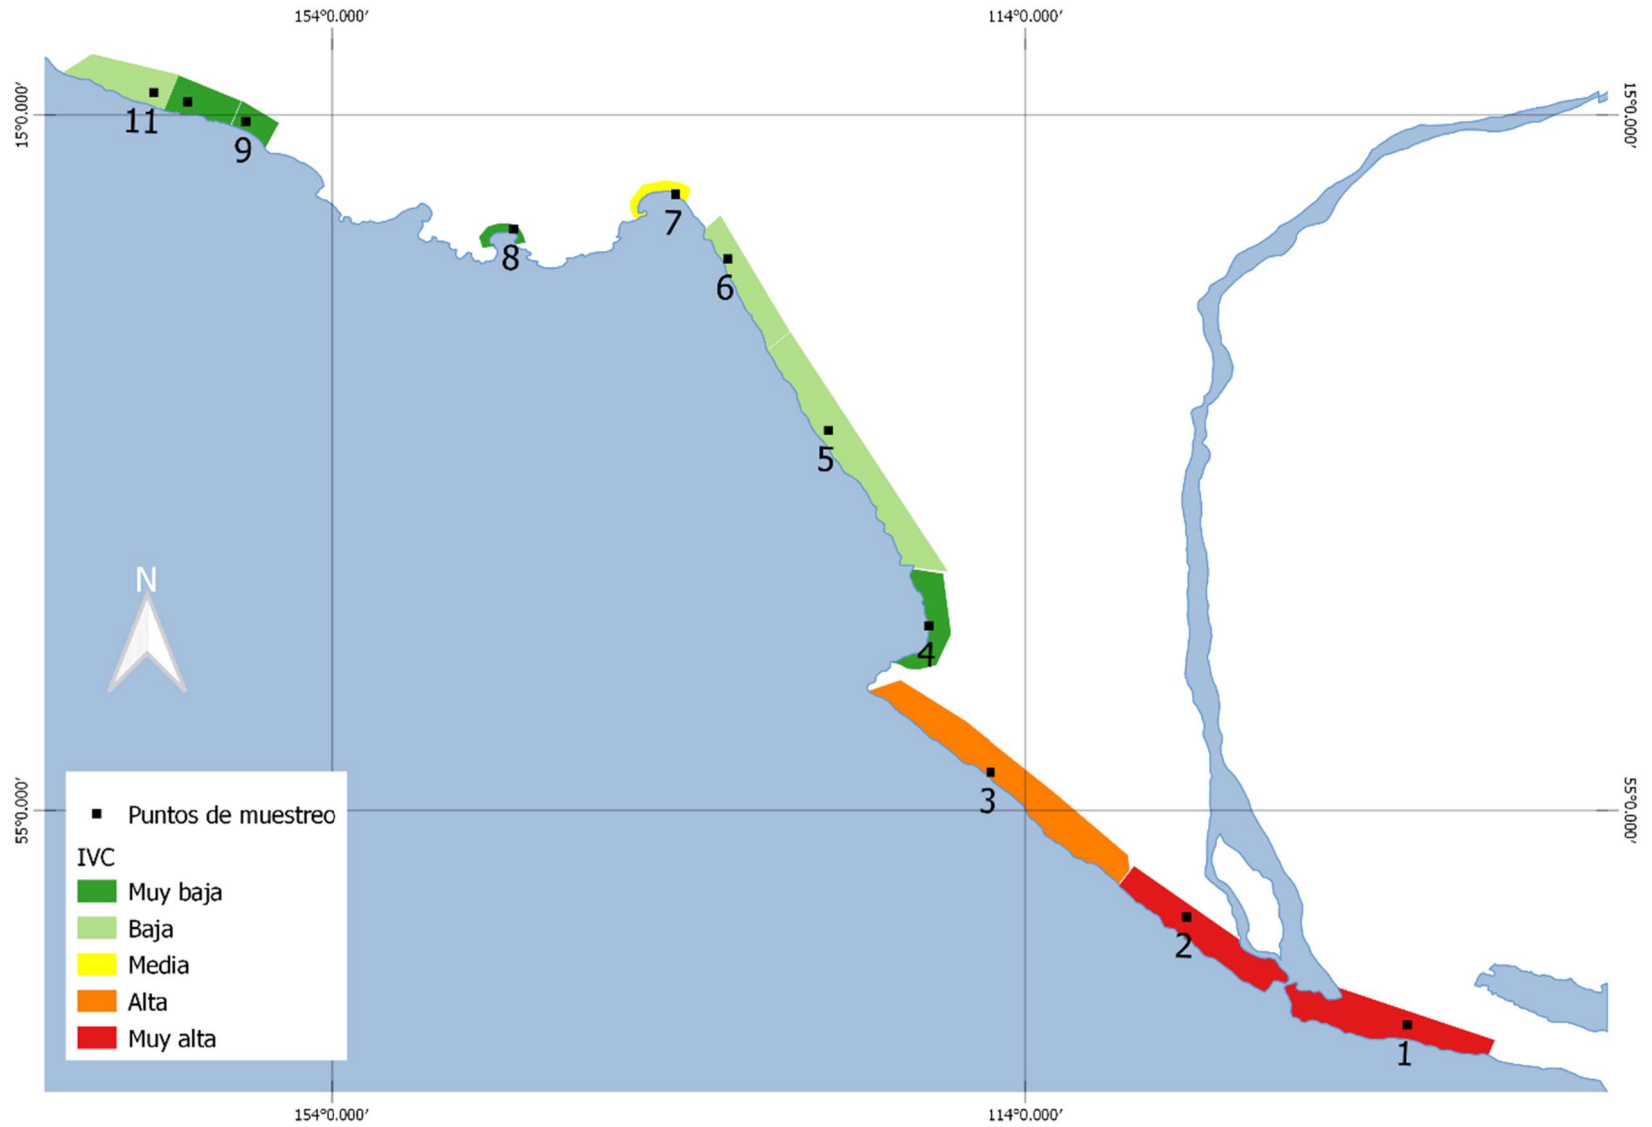 154°0.000′
114°0.000′
15°0.000′
15°0.000′
11
9
7
8
6
5
N
4
3
55°0.000′
55°0.000′
Puntos de muestreo
IVC
Muy baja
Baja
Media
Alta
Muy alta
2
1
154°0.000′
114°0.000′